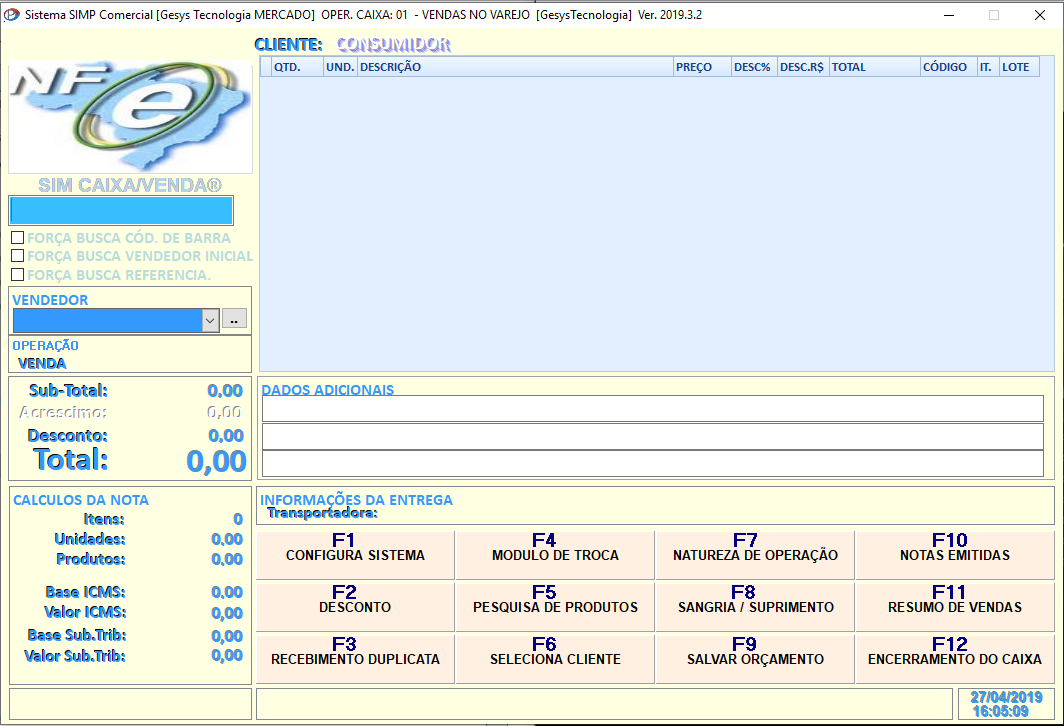 Sistema SIMP Comercial [Gesys Tecnologia MERCADO]  OPER. CAIXA: 01  - VENDAS NO VAREJO  [GesysTecnologia]  Ver. 2019.3.2
CLIENTE: CONSUMIDOR
NF e
QTD. UND. DESCRIÇÃO PREÇO DESC% DESC.R$ TOTAL CÓDIGO IT. LOTE
SIM CAIXA/VENDA®
FORÇA BUSCA CÓD. DE BARRA
FORÇA BUSCA VENDEDOR INICIAL
FORÇA BUSCA REFERENCIA.
VENDEDOR
..
OPERAÇÃO
VENDA
Sub-Total: 0,00
Acrescimo: 0,00
Desconto: 0,00
Total: 0,00
DADOS ADICIONAIS
CALCULOS DA NOTA
Itens: 0
Unidades: 0,00
Produtos: 0,00
Base ICMS: 0,00
Valor ICMS: 0,00
Base Sub.Trib: 0,00
Valor Sub.Trib: 0,00
INFORMAÇÕES DA ENTREGA
Transportadora:
F1 F4 F7 F10
CONFIGURA SISTEMA MODULO DE TROCA NATUREZA DE OPERAÇÃO NOTAS EMITIDAS
F2 F5 F8 F11
DESCONTO PESQUISA DE PRODUTOS SANGRIA / SUPRIMENTO RESUMO DE VENDAS
F3 F6 F9 F12
RECEBIMENTO DUPLICATA SELECIONA CLIENTE SALVAR ORÇAMENTO ENCERRAMENTO DO CAIXA
27/04/2019
16:05:09